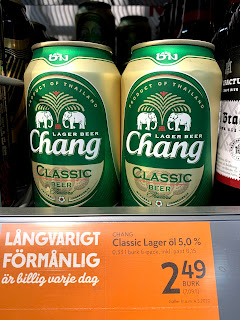 ช้าง
PRODUCT OF THAILAND
LAGER BEER
Chang
CLASSIC
BEER
ช้าง
PRODUCT OF THAILAND
LAGER BEER
Chang
CLASSIC
BEER
LÅNGVARIGT
FÖRMÅNLIG
är billig varje dag
CHANG
Classic Lager öl 5,0 %
2 49
BURK